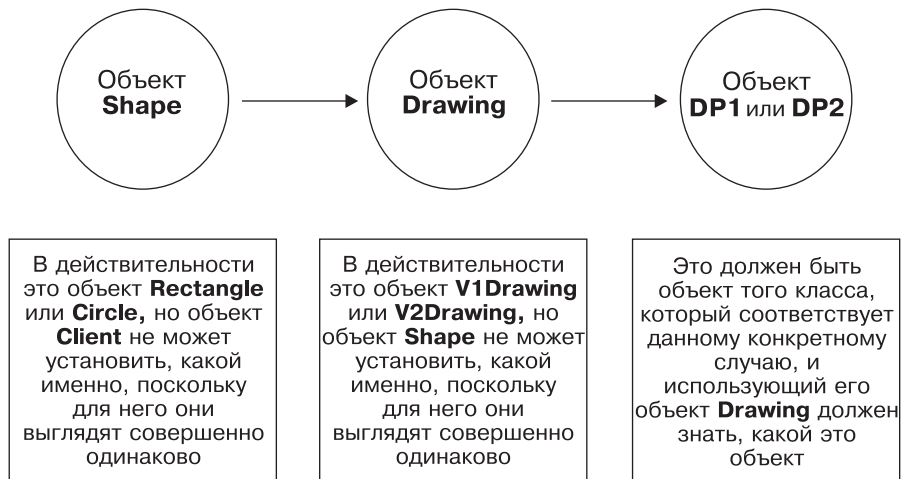 Объект
Shape
Объект
Drawing
Объект
DP1 или DP2
В действительности
это объект Rectangle
или Circle, но объект
Client не может
установить, какой
именно, поскольку
для него они
выглядят совершенно
одинаково
В действительности
это объект V1Drawing
или V2Drawing, но
объект Shape не может
установить, какой
именно, поскольку
для него они
выглядят совершенно
одинаково
Это должен быть
объект того класса,
который соответствует
данному конкретному
случаю, и
использующий его
объект Drawing должен
знать, какой это
объект